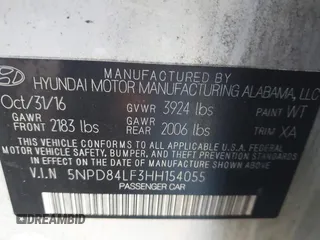 MANUFACTURED BY
HYUNDAI MOTOR MANUFACTURING ALABAMA, LLC
Oct/31/16 GVWR 3924 lbs PAINT WT
GAWR FRONT 2183 lbs GAWR REAR 2006 lbs TRIM XA
THIS VEHICLE CONFORMS TO ALL APPLICABLE
FEDERAL MOTOR VEHICLE SAFETY, BUMPER, AND THEFT
PREVENTION STANDARDS IN EFFECT ON THE DATE OF
MANUFACTURE SHOWN ABOVE.
V.I.N 5NPD84LF3HH154055
PASSENGER CAR
DREAMBID